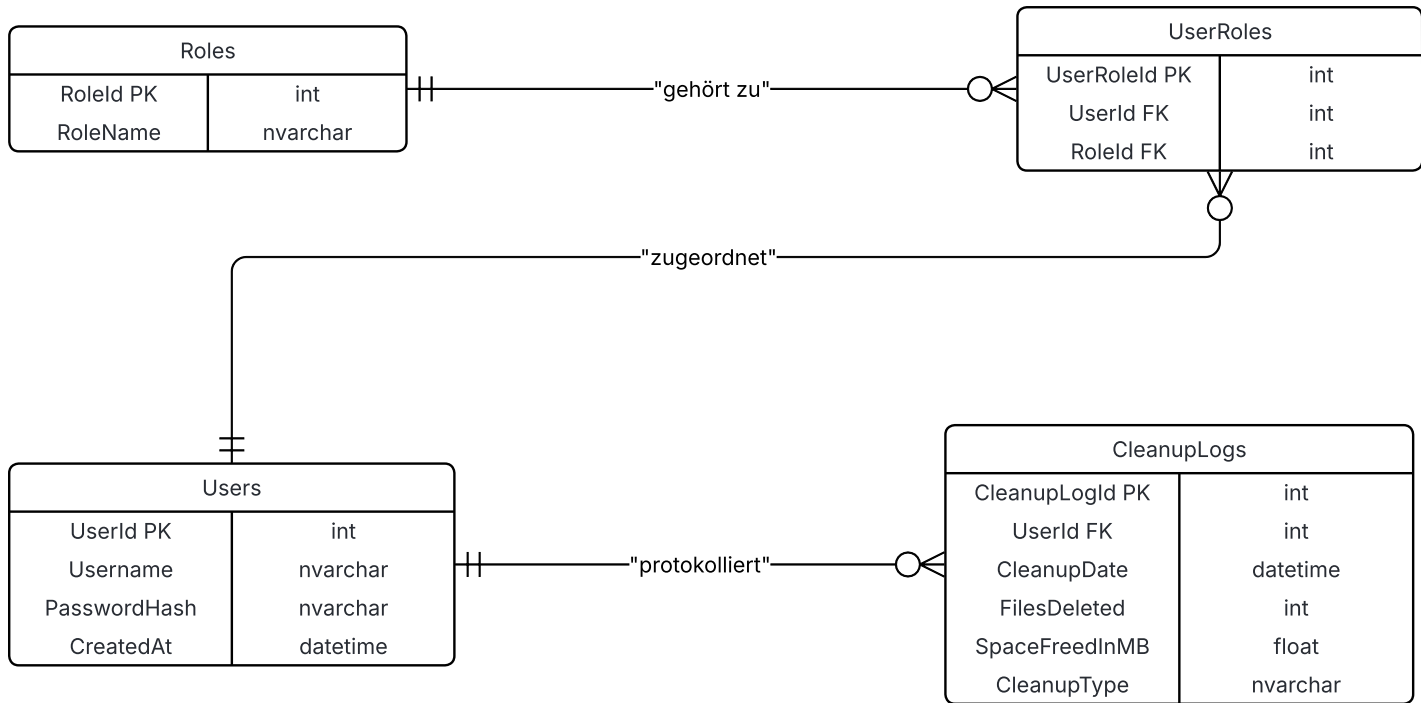 Roles
RoleId PK int
RoleName nvarchar
"gehört zu"
UserRoles
UserRoleId PK int
UserId FK int
RoleId FK int
"zugeordnet"
Users
UserId PK int
Username nvarchar
PasswordHash nvarchar
CreatedAt datetime
"protokolliert"
CleanupLogs
CleanupLogId PK int
UserId FK int
CleanupDate datetime
FilesDeleted int
SpaceFreedInMB float
CleanupType nvarchar